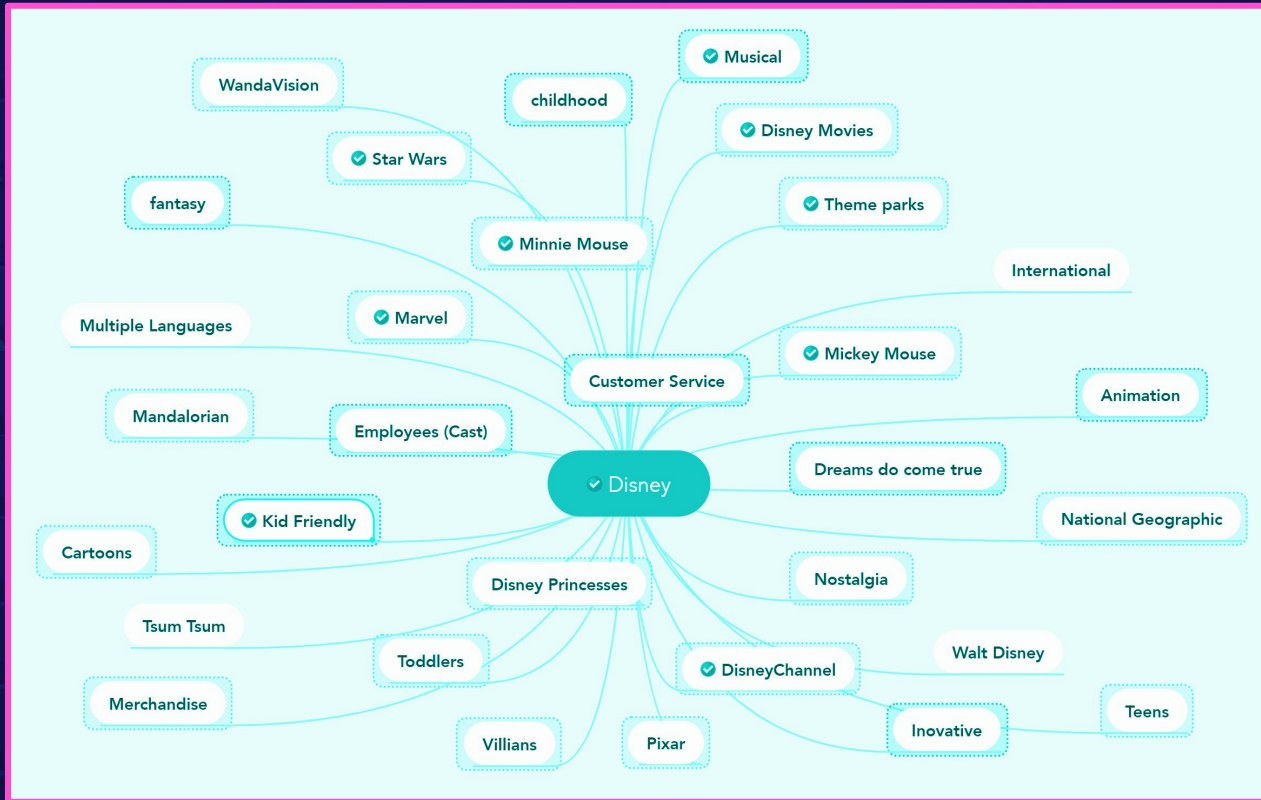 Musical
WandaVision
childhood
Disney Movies
Star Wars
fantasy
Theme parks
Minnie Mouse
International
Marvel
Multiple Languages
Mickey Mouse
Customer Service
Animation
Mandalorian
Employees (Cast)
Dreams do come true
Disney
Kid Friendly
National Geographic
Cartoons
Nostalgia
Disney Princesses
Tsum Tsum
Walt Disney
Toddlers
DisneyChannel
Merchandise
Teens
Inovative
Villians
Pixar